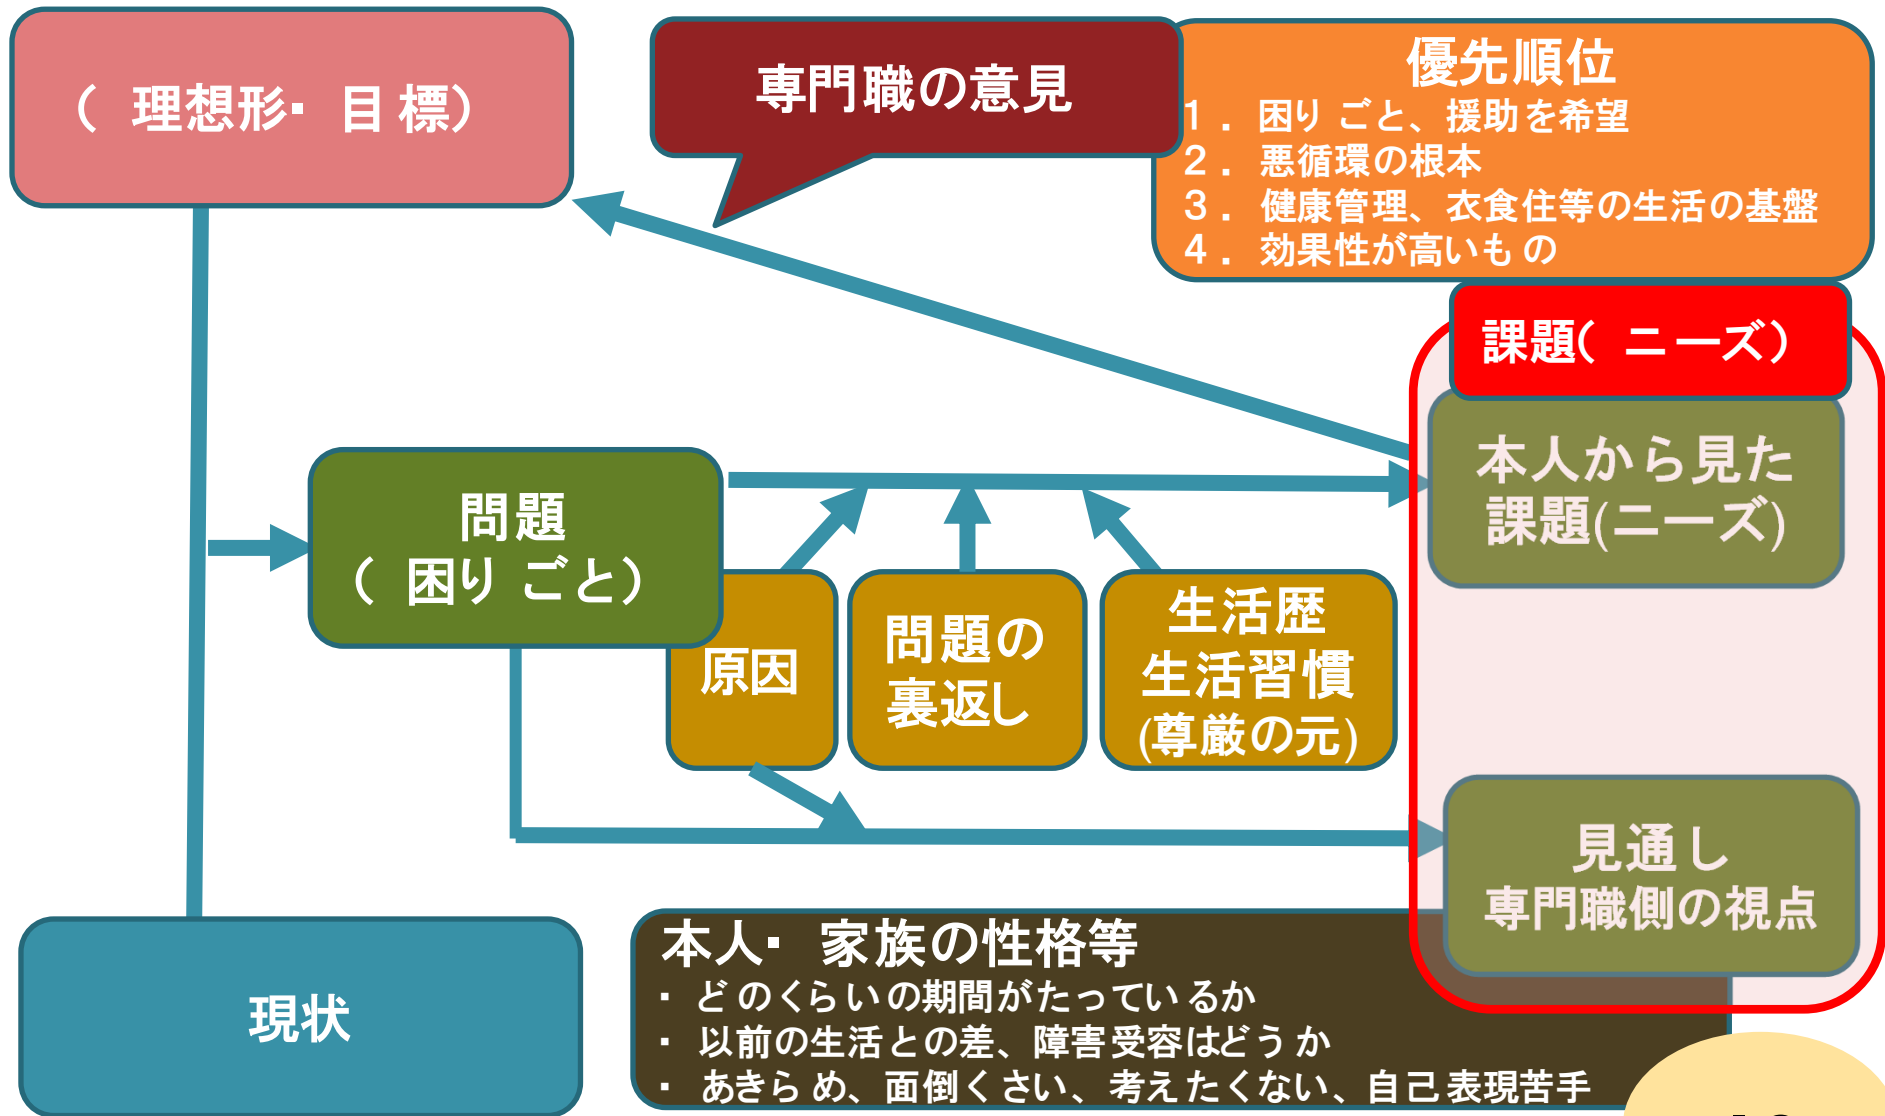 (理想形・目標)
専門職の意見
優先順位
1．困りごと、援助を希望
2．悪循環の根本
3．健康管理、衣食住等の生活の基盤
4．効果性が高いもの
課題(ニーズ)
本人から見た
課題(ニーズ)
問題
(困りごと)
原因
問題の
裏返し
生活歴
生活習慣
(尊厳の元)
見通し
専門職側の視点
現状
本人・家族の性格等
・どのくらいの期間がたっているか
・以前の生活との差、障害受容はどうか
・あきらめ、面倒くさい、考えたくない、自己表現苦手